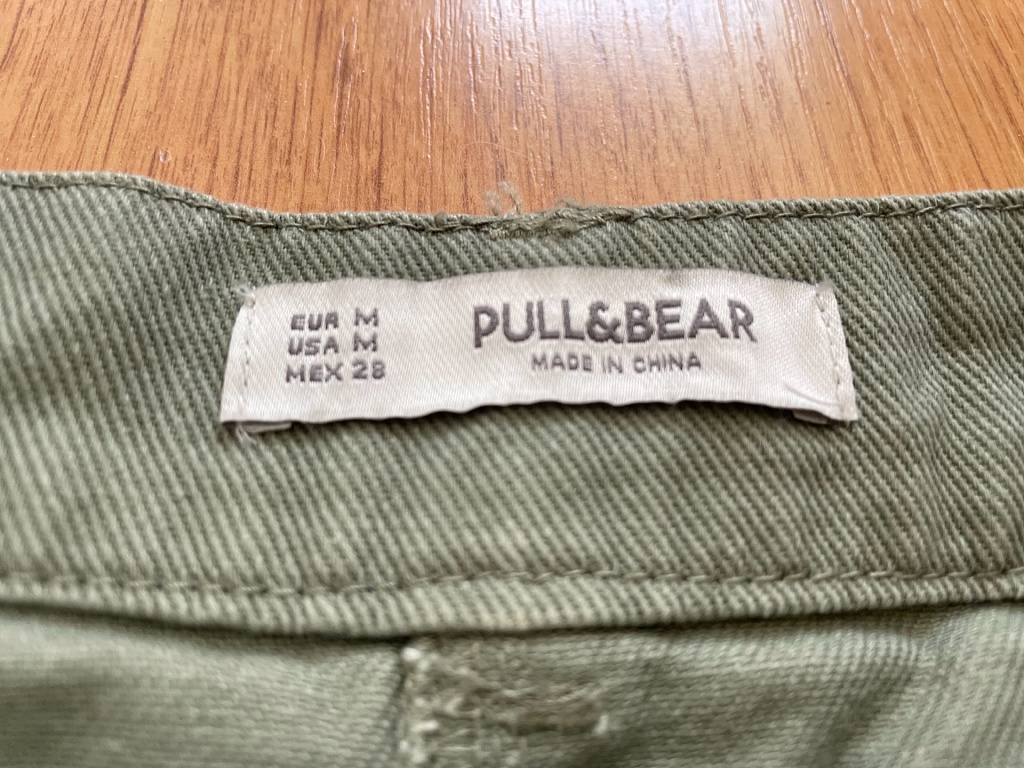 EUR M
USA M
MEX 28
PULL&BEAR
MADE IN CHINA